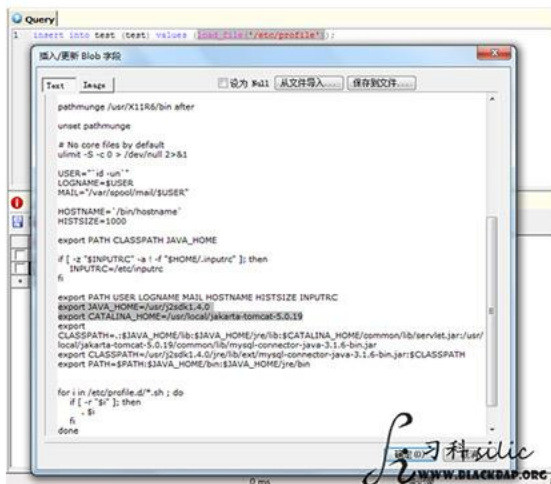 Query
1 insert into test (test) values (load_file('/etc/profile'));
插入/更新 Blob 字段
Text Image 设为 Null 从文件导入... 保存到文件...
pathmunge /usr/X11R6/bin after
unset pathmunge
# No core files by default
ulimit -S -c 0 > /dev/null 2>&1
USER="`id -un`"
LOGNAME=$USER
MAIL="/var/spool/mail/$USER"
HOSTNAME=`/bin/hostname`
HISTSIZE=1000
export PATH CLASSPATH JAVA_HOME
if [ -z "$INPUTRC" -a ! -f "$HOME/.inputrc" ]; then
INPUTRC=/etc/inputrc
fi
export PATH USER LOGNAME MAIL HOSTNAME HISTSIZE INPUTRC
export JAVA_HOME=/usr/j2sdk1.4.0
export CATALINA_HOME=/usr/local/jakarta-tomcat-5.0.19
export
CLASSPATH=.:$JAVA_HOME/lib:$JAVA_HOME/jre/lib:$CATALINA_HOME/common/lib/servlet.jar:/usr/
local/jakarta-tomcat-5.0.19/common/lib/mysql-connector-java-3.1.6-bin.jar
export CLASSPATH=/usr/j2sdk1.4.0/jre/lib/ext/mysql-connector-java-3.1.6-bin.jar:$CLASSPATH
export PATH=$PATH:$JAVA_HOME/bin:$JAVA_HOME/jre/bin
for i in /etc/profile.d/*.sh ; do
if [ -r "$i" ]; then
. $i
fi
done
习科silic
WWW.BLACKBAP.ORG
0 ms